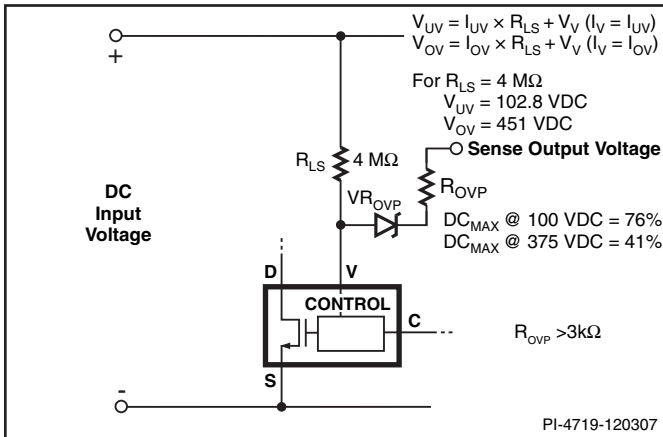 V_UV = I_UV × R_LS + V_V (I_V = I_UV)
V_OV = I_OV × R_LS + V_V (I_V = I_OV)
+
For R_LS = 4 MΩ
V_UV = 102.8 VDC
V_OV = 451 VDC
Sense Output Voltage
R_LS
4 MΩ
R_OVP
VR_OVP
DC
Input
Voltage
DC_MAX @ 100 VDC = 76%
DC_MAX @ 375 VDC = 41%
D
V
CONTROL
C
R_OVP >3kΩ
S
-
PI-4719-120307